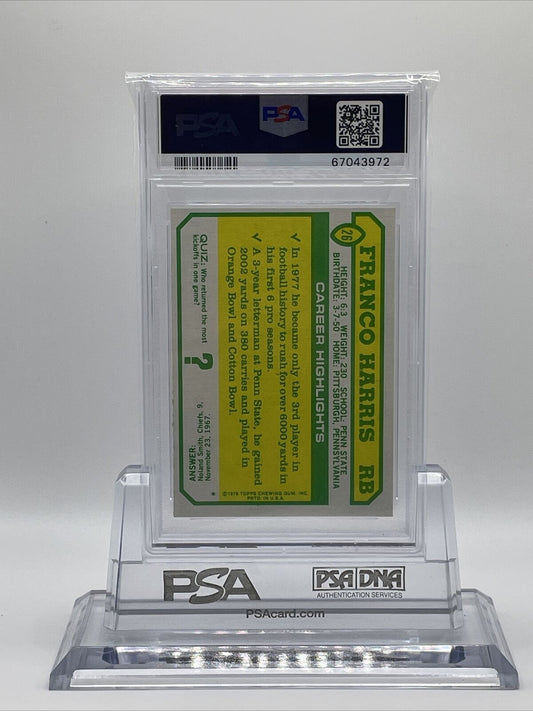 PSA
PSA
67043972
26
FRANCO HARRIS RB
HEIGHT: 6.3 WEIGHT: 230 SCHOOL: PENN STATE
BIRTHDATE: 3-7-50 HOME: PITTSBURGH, PENNSYLVANIA
CAREER HIGHLIGHTS
✓ In 1977 he became only the 3rd player in
football history to rush for over 6000 yards in
his first 6 pro seasons.
✓ A 3-year letterman at Penn State, he gained
2002 yards on 380 carries and played in
Orange Bowl and Cotton Bowl.
QUIZ: Who returned the most
kickoffs in one game?
?
ANSWER:
Noland Smith, Chiefs, 9,
November 23, 1967.
* © 1978 TOPPS CHEWING GUM, INC.
PRTD. IN U.S.A.
PSA
PSA DNA
AUTHENTICATION SERVICES
PSAcard.com